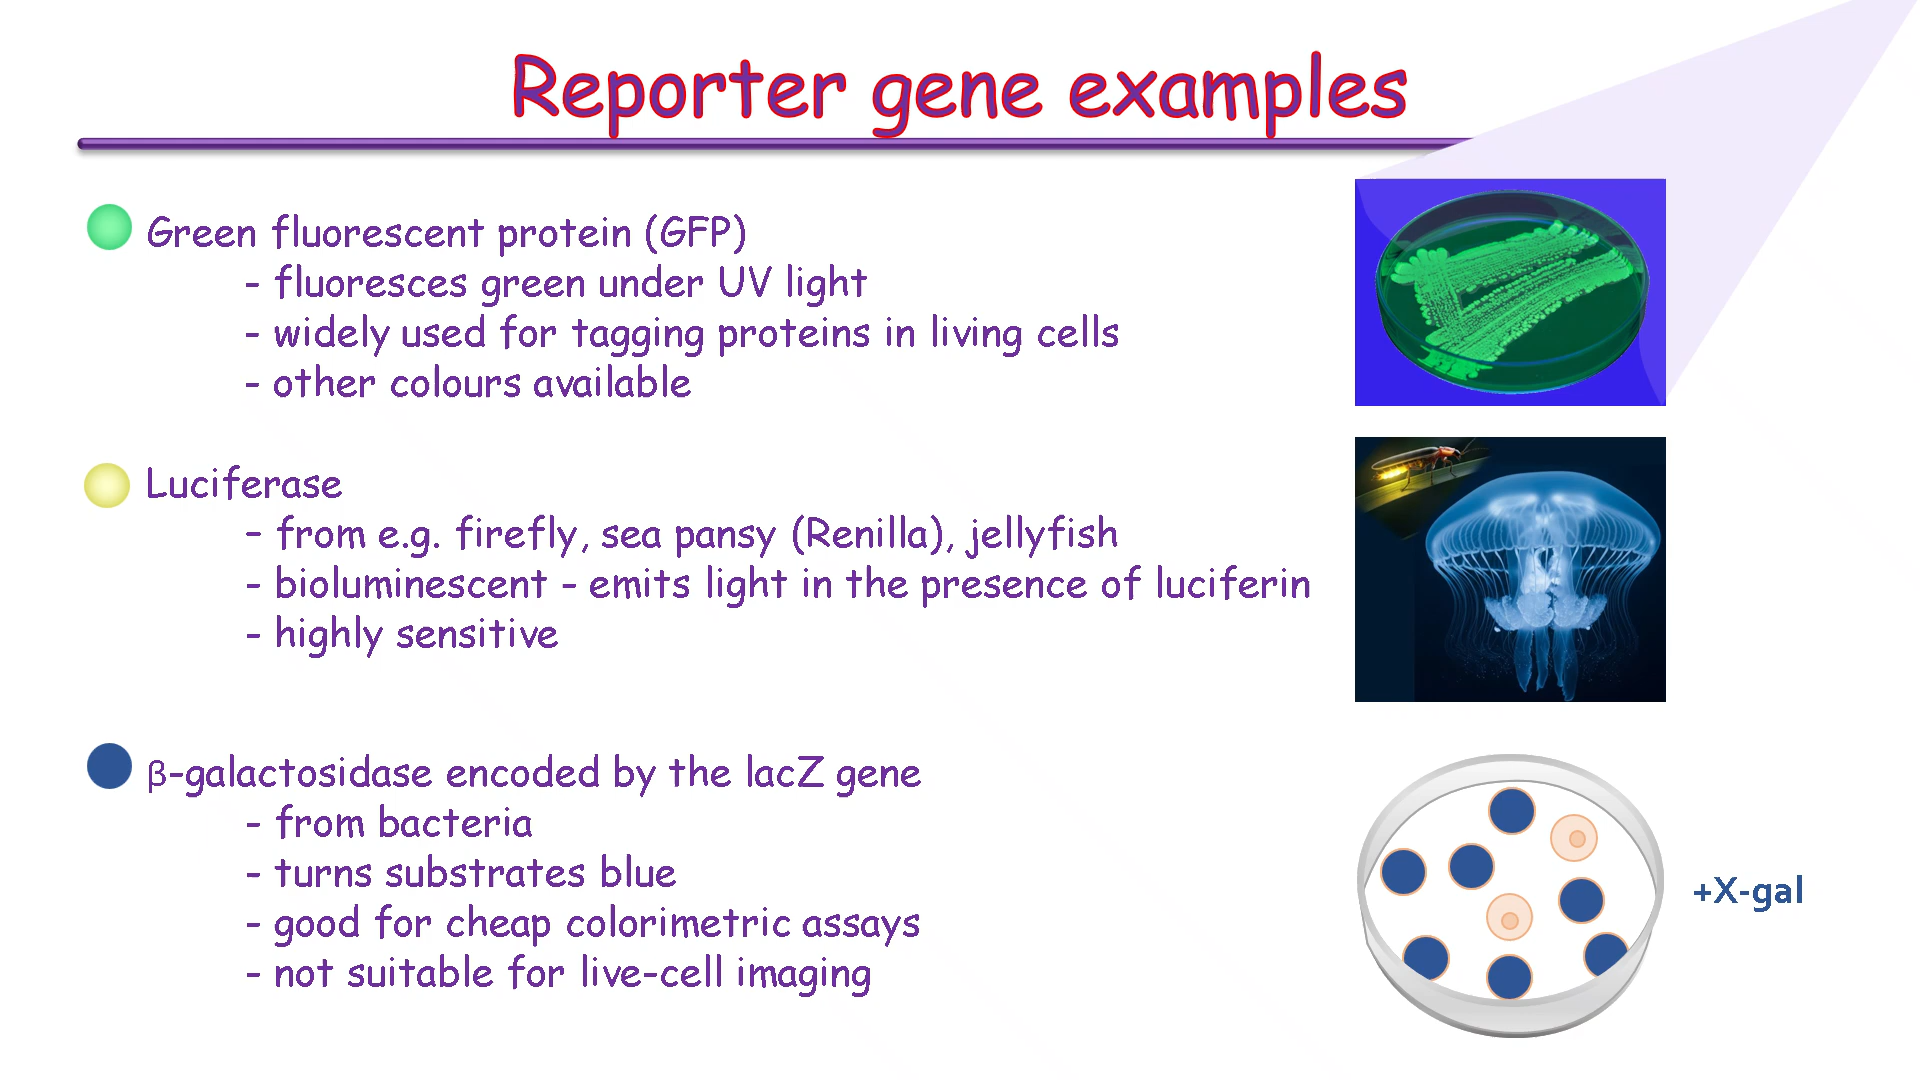 Reporter gene examples
Green fluorescent protein (GFP)
- fluoresces green under UV light
- widely used for tagging proteins in living cells
- other colours available
Luciferase
- from e.g. firefly, sea pansy (Renilla), jellyfish
- bioluminescent - emits light in the presence of luciferin
- highly sensitive
β-galactosidase encoded by the lacZ gene
- from bacteria
- turns substrates blue
- good for cheap colorimetric assays
- not suitable for live-cell imaging
+X-gal